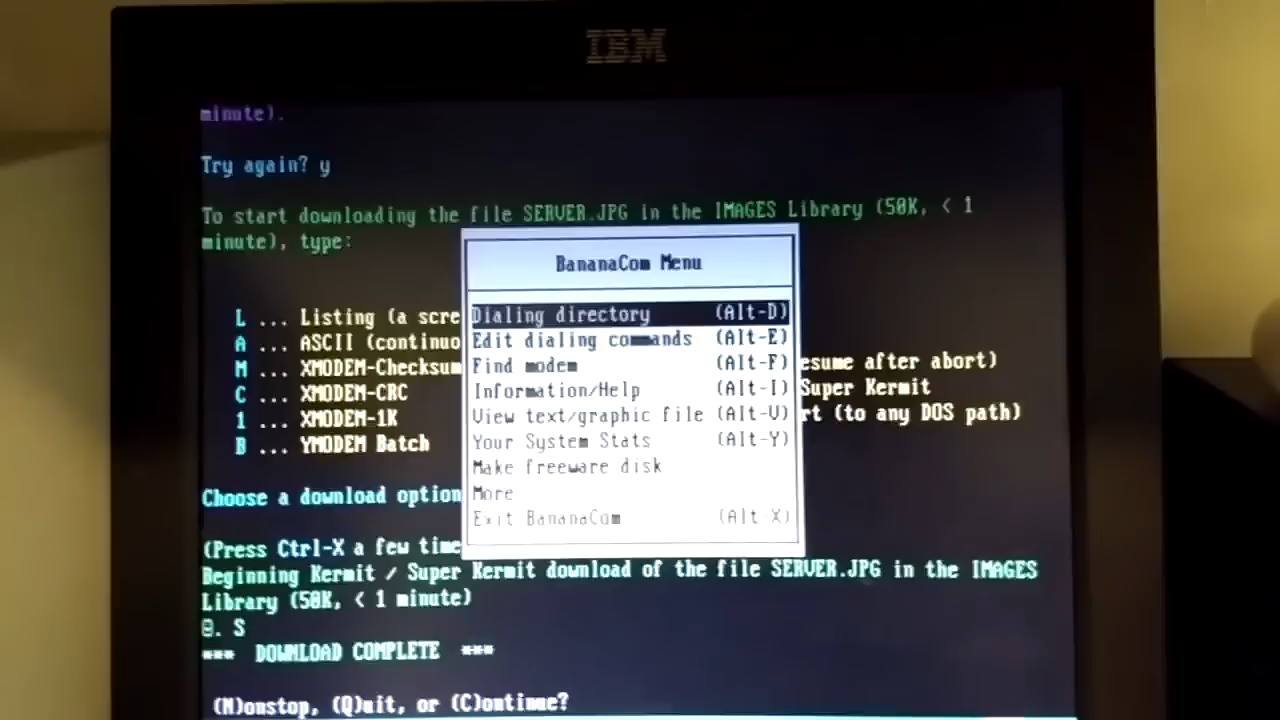 IBM
minute).
Try again? y
To start downloading the file SERVER.JPG in the IMAGES Library (50K, < 1
minute), type:
BananaCom Menu
Dialing directory (Alt-D)
Edit dialing commands (Alt-E)
Find modem (Alt-F)
Information/Help (Alt-I)
View text/graphic file (Alt-V)
Your System Stats (Alt-Y)
Make freeware disk
More
Exit BananaCom (Alt-X)
L ... Listing (a scre
A ... ASCII (continuo
M ... XMODEM-Checksum esume after abort)
C ... XMODEM-CRC Super Kermit
1 ... XMODEM-1K rt (to any DOS path)
B ... YMODEM Batch
Choose a download option
(Press Ctrl-X a few time
Beginning Kermit / Super Kermit download of the file SERVER.JPG in the IMAGES
Library (50K, < 1 minute)
. S
*** DOWNLOAD COMPLETE ***
(N)onstop, (Q)uit, or (C)ontinue?